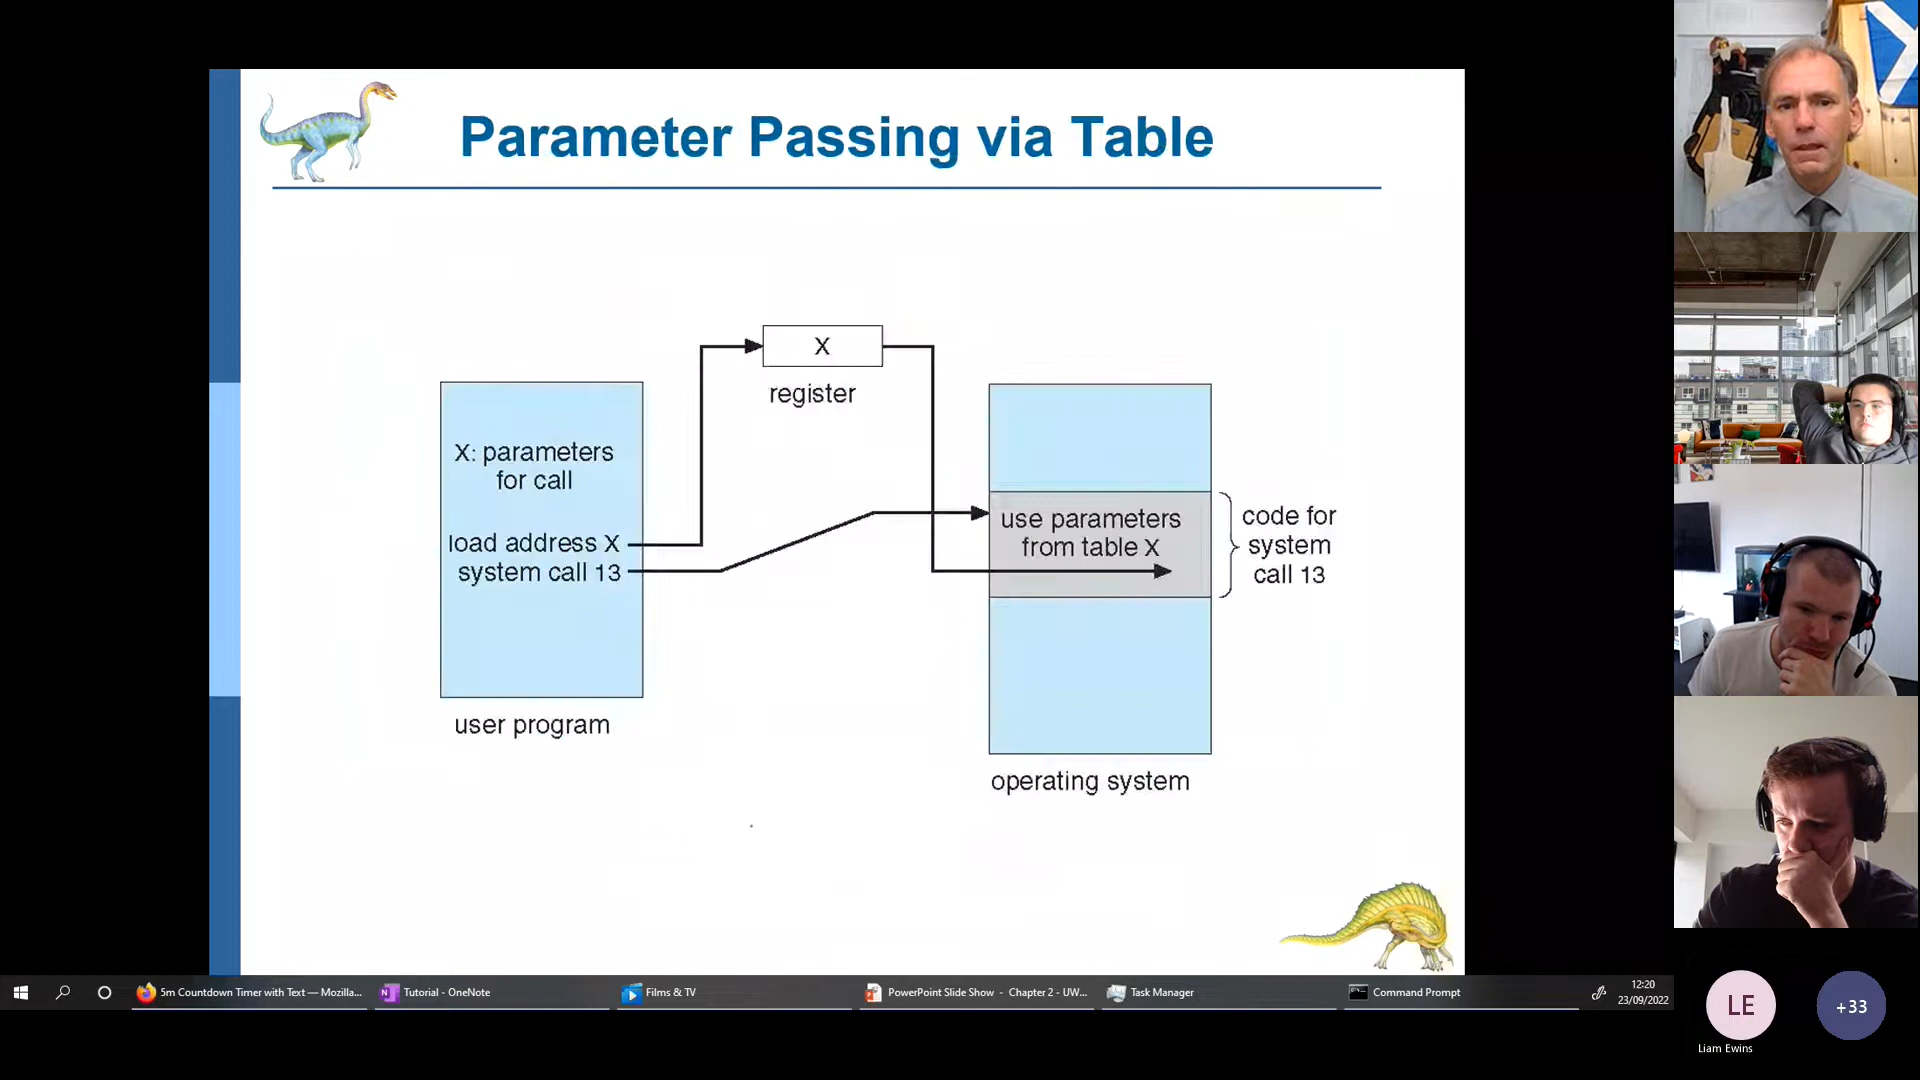 Parameter Passing via Table
X
register
X: parameters
for call
load address X
system call 13
user program
use parameters
from table X
code for
system
call 13
operating system
5m Countdown Timer with Text — Mozilla...
Tutorial - OneNote
Films & TV
PowerPoint Slide Show - Chapter 2 - UW...
Task Manager
Command Prompt
12:20
23/09/2022
LE
+33
Liam Ewins